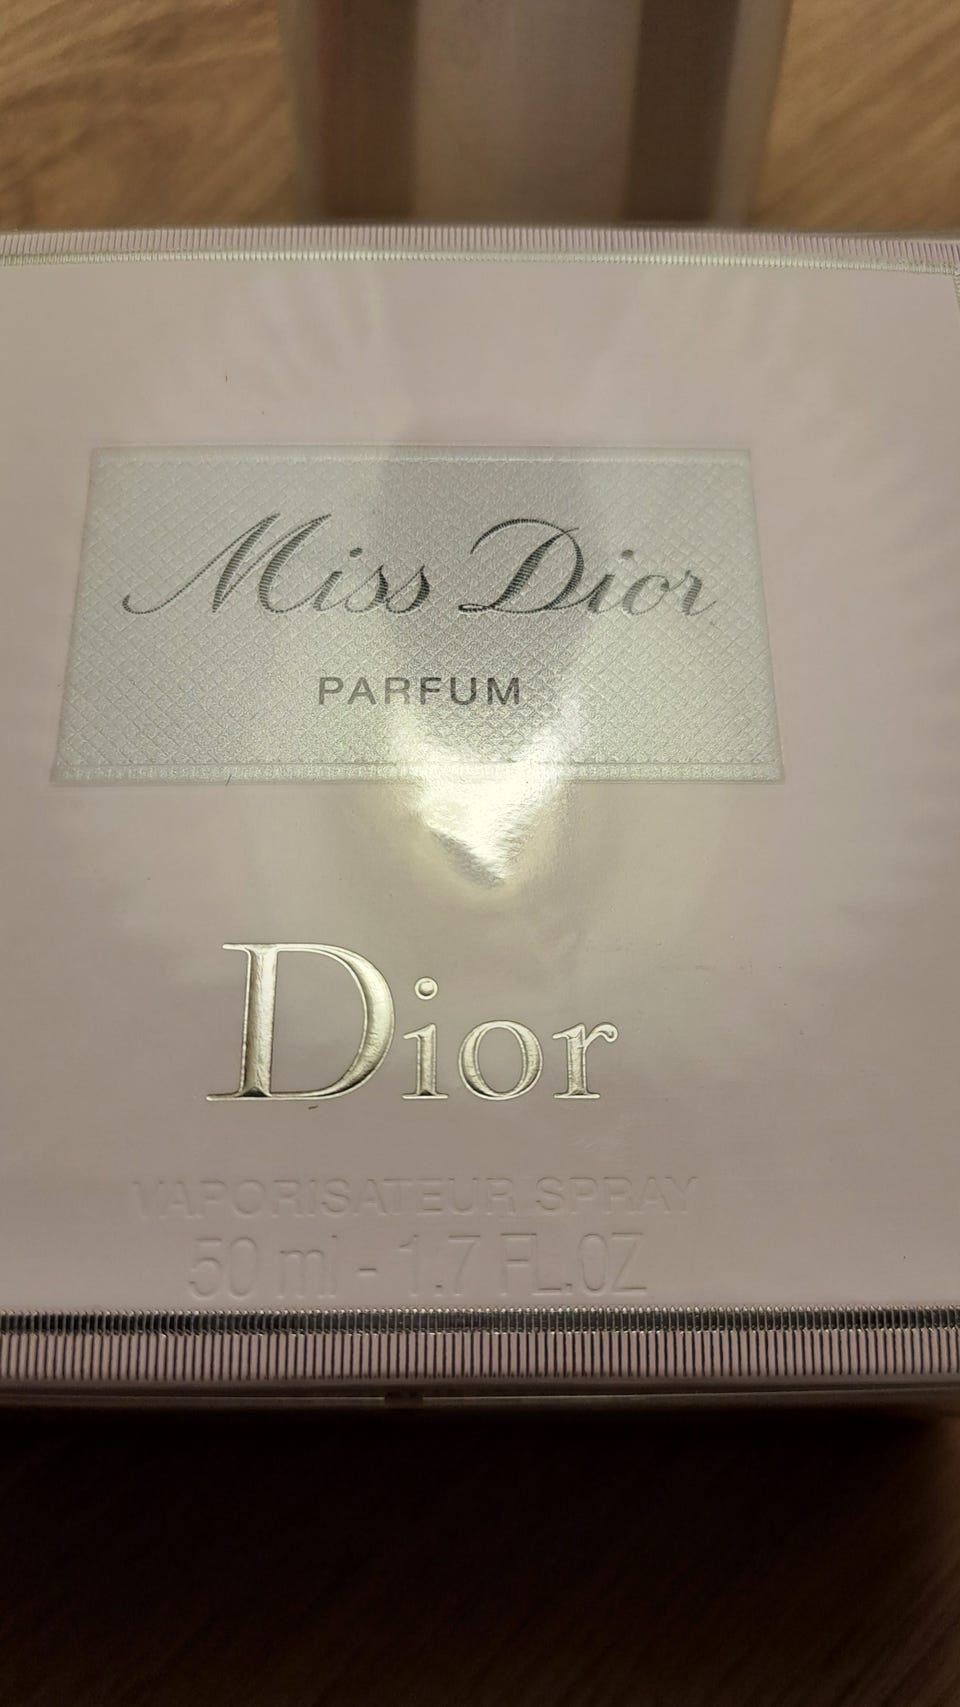 Miss Dior
PARFUM
Dior
VAPORISATEUR SPRAY
50 ml - 1.7 FL.OZ